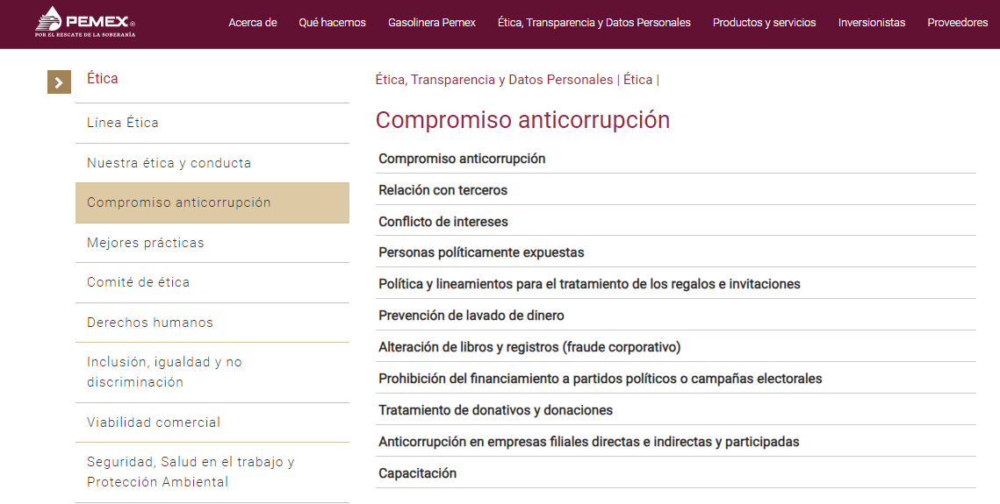 PEMEX®
POR EL RESCATE DE LA SOBERANÍA
Acerca de
Qué hacemos
Gasolinera Pemex
Ética, Transparencia y Datos Personales
Productos y servicios
Inversionistas
Proveedores
Ética
Línea Ética
Nuestra ética y conducta
Compromiso anticorrupción
Mejores prácticas
Comité de ética
Derechos humanos
Inclusión, igualdad y no
discriminación
Viabilidad comercial
Seguridad, Salud en el trabajo y
Protección Ambiental
Ética, Transparencia y Datos Personales | Ética |
Compromiso anticorrupción
Compromiso anticorrupción
Relación con terceros
Conflicto de intereses
Personas políticamente expuestas
Política y lineamientos para el tratamiento de los regalos e invitaciones
Prevención de lavado de dinero
Alteración de libros y registros (fraude corporativo)
Prohibición del financiamiento a partidos políticos o campañas electorales
Tratamiento de donativos y donaciones
Anticorrupción en empresas filiales directas e indirectas y participadas
Capacitación